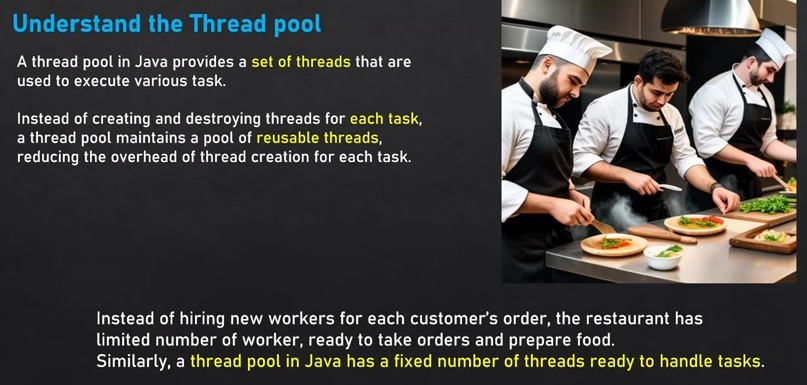 Understand the Thread pool
A thread pool in Java provides a set of threads that are
used to execute various task.
Instead of creating and destroying threads for each task,
a thread pool maintains a pool of reusable threads,
reducing the overhead of thread creation for each task.
Instead of hiring new workers for each customer's order, the restaurant has
limited number of worker, ready to take orders and prepare food.
Similarly, a thread pool in Java has a fixed number of threads ready to handle tasks.